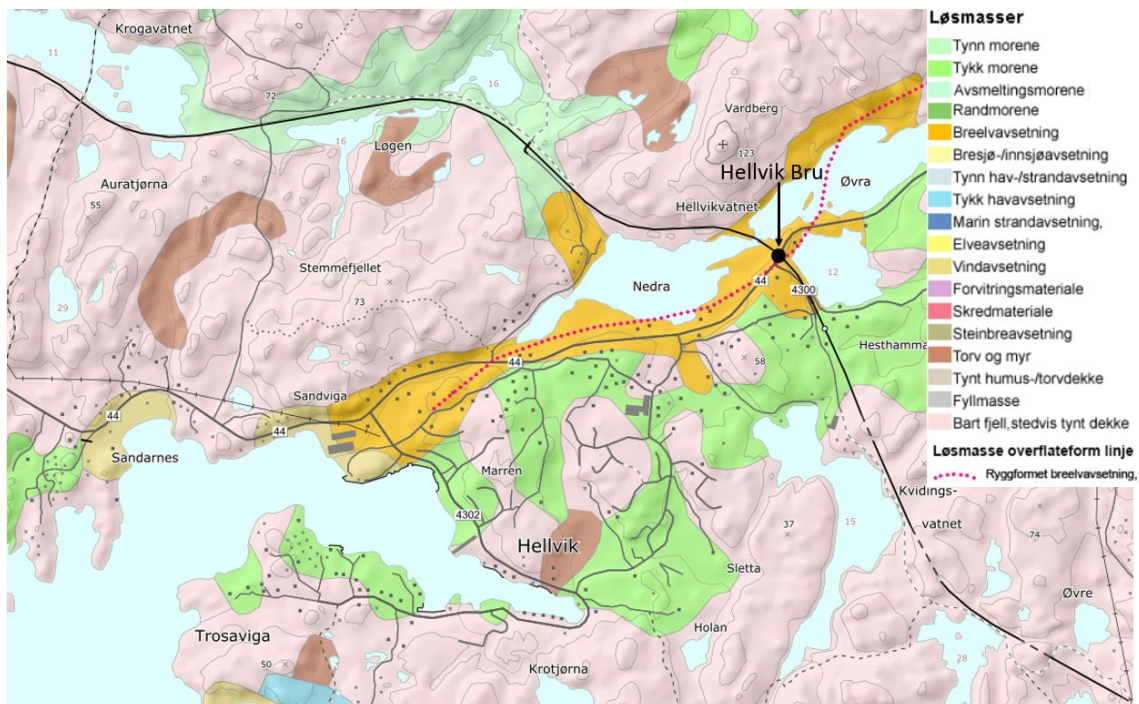 Krogavatnet
11
16
72
Vardberg
Løgen
16
123
Øvra
Auratjørna
55
Hellvik Bru
Hellvikvatnet
Stemmefjellet
12
44
Nedra
4300
29
73
Hesthamma
58
44
Sandviga
44
44
Sandarnes
Marren
Kvidings-
vatnet
4302
15
37
74
Hellvik
Sletta
Øvre
Holan
Trosaviga
50
Krotjørna
28
Løsmasser
Tynn morene
Tykk morene
Avsmeltingsmorene
Randmorene
Breelvavsetning
Bresjø-/innsjøavsetning
Tynn hav-/strandavsetning
Tykk havavsetning
Marin strandavsetning,
Elveavsetning
Vindavsetning
Forvitringsmateriale
Skredmateriale
Steinbreavsetning
Torv og myr
Tynt humus-/torvdekke
Fyllmasse
Bart fjell,stedvis tynt dekke
Løsmasse overflateform linje
Ryggformet breelvavsetning,